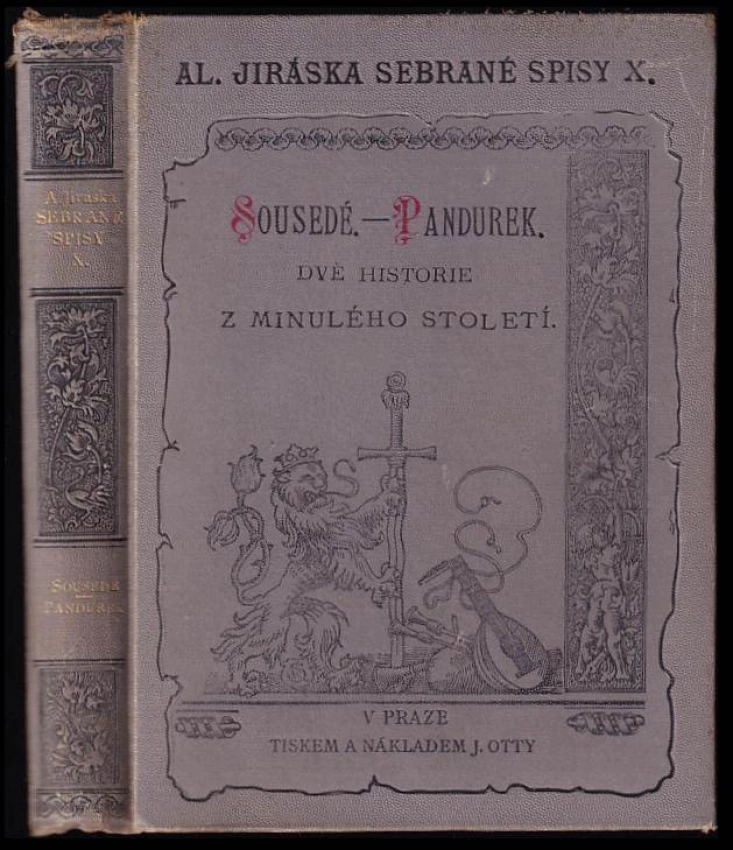 AL. JIRÁSKA SEBRANÉ SPISY X.
SOUSEDÉ.—PANDUREK.
DVĚ HISTORIE
Z MINULÉHO STOLETÍ.
V PRAZE
TISKEM A NÁKLADEM J. OTTY
A. Jiráska
SEBRANÉ
SPISY
X.
SOUSEDÉ
PANDUREK